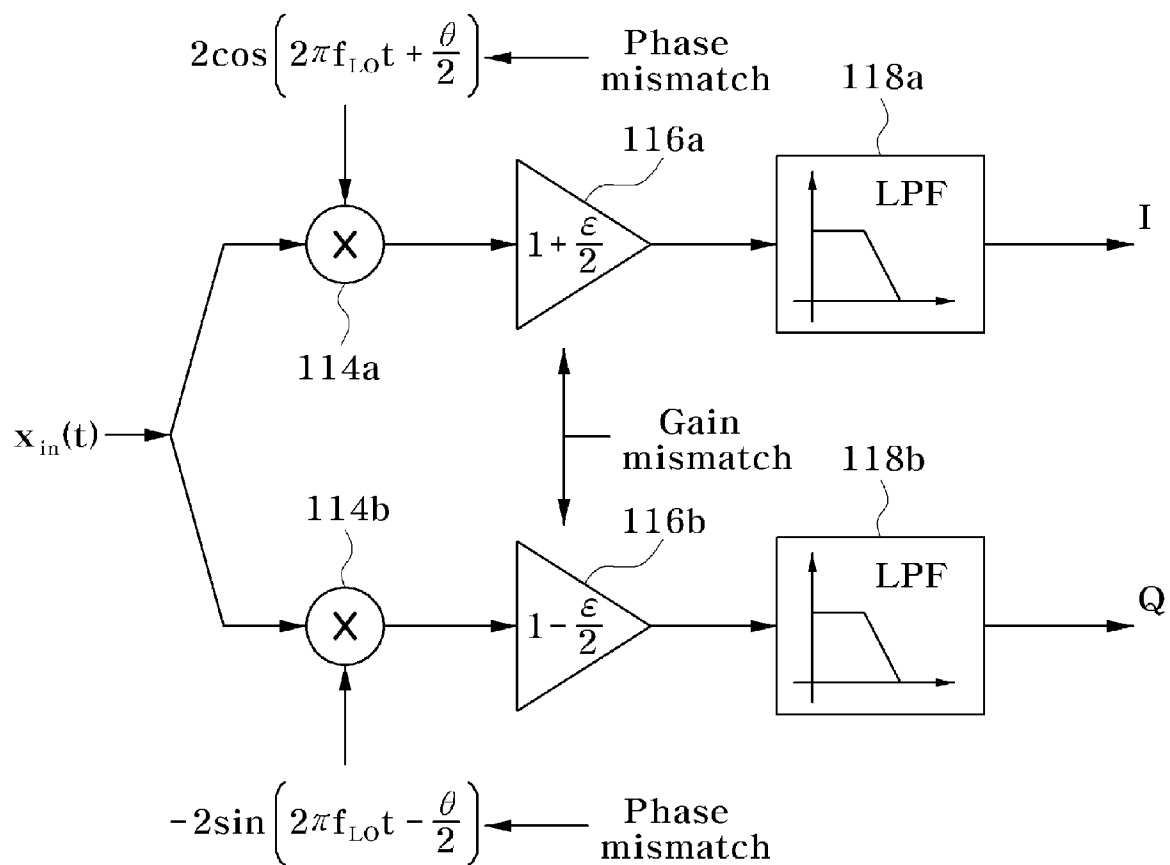 2cos(2πf_LO t + θ/2)
Phase
mismatch
118a
116a
LPF
I
1 + ε/2
X
114a
x_in(t)
Gain
mismatch
118b
114b
116b
LPF
Q
1 - ε/2
X
-2sin(2πf_LO t - θ/2)
Phase
mismatch